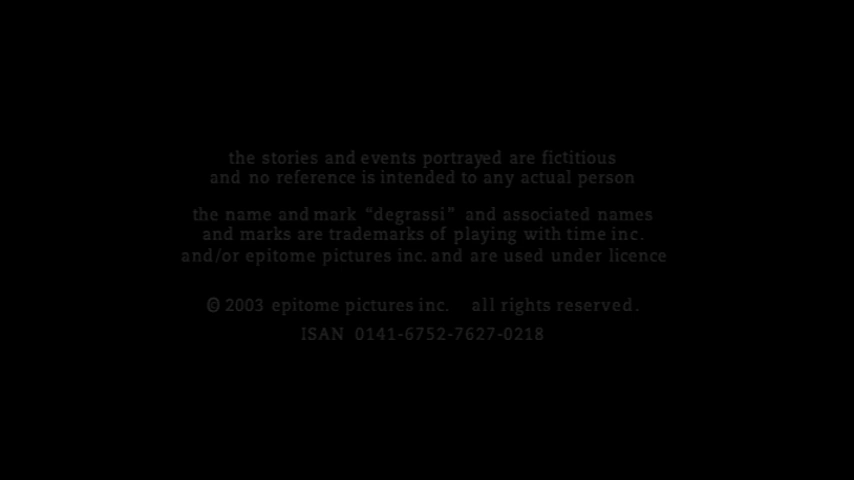 the stories and events portrayed are fictitious
and no reference is intended to any actual person
the name and mark “degrassi” and associated names
and marks are trademarks of playing with time inc.
and/or epitome pictures inc. and are used under licence
© 2003 epitome pictures inc. all rights reserved.
ISAN 0141-6752-7627-0218